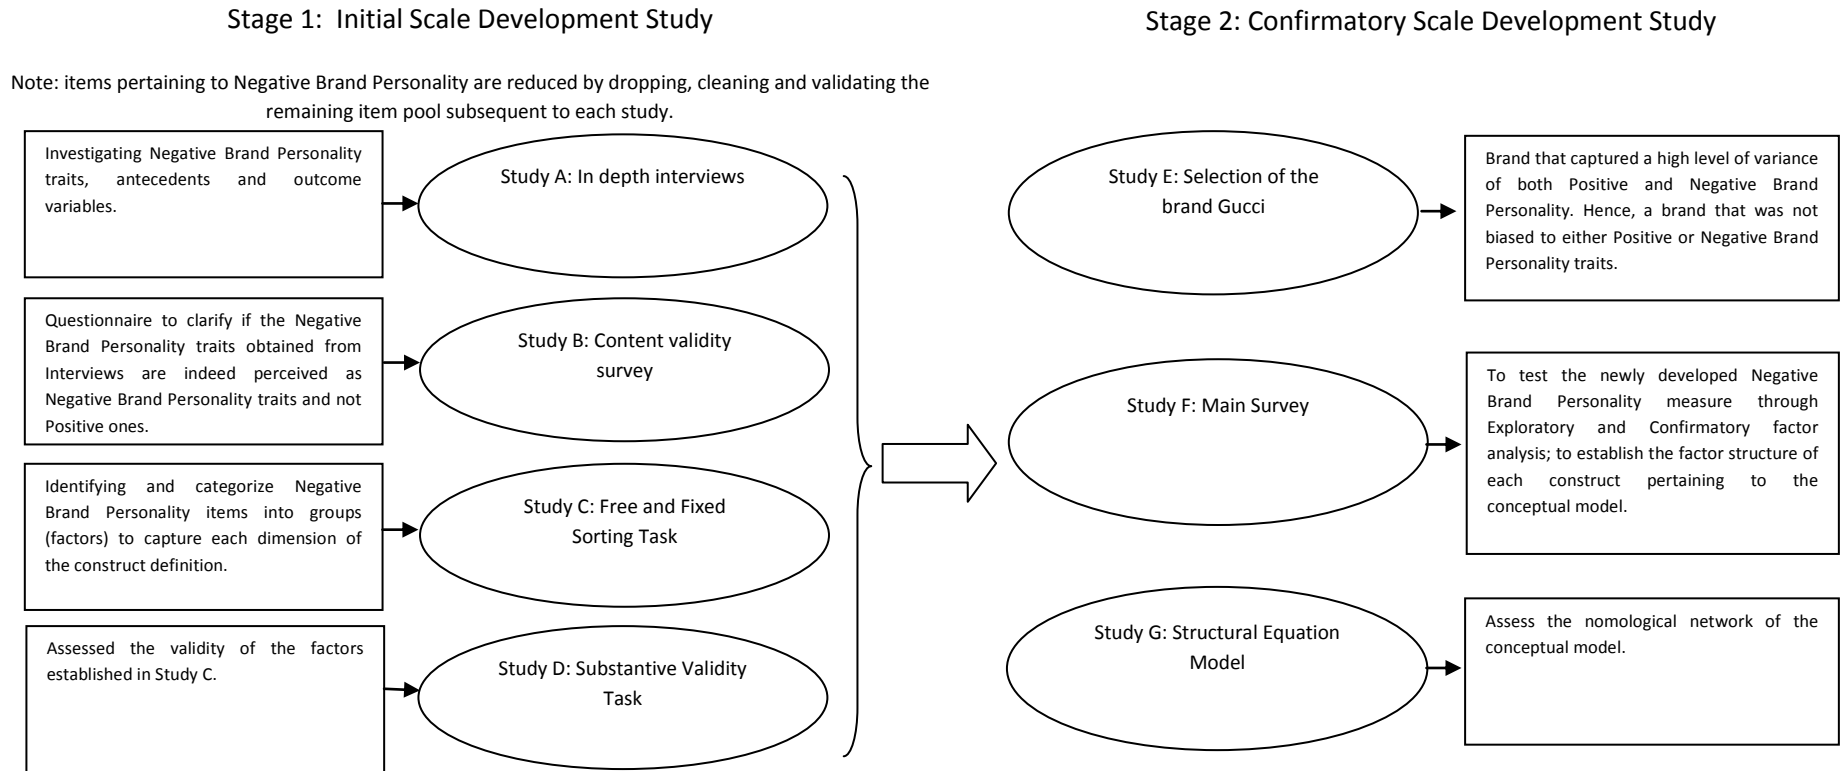 Stage 1:  Initial Scale Development Study
Note: items pertaining to Negative Brand Personality are reduced by dropping, cleaning and validating the
remaining item pool subsequent to each study.
Investigating Negative Brand Personality
traits, antecedents and outcome
variables.
Study A: In depth interviews
Questionnaire to clarify if the Negative
Brand Personality traits obtained from
Interviews are indeed perceived as
Negative Brand Personality traits and not
Positive ones.
Study B: Content validity
survey
Identifying and categorize Negative
Brand Personality items into groups
(factors) to capture each dimension of
the construct definition.
Study C: Free and Fixed
Sorting Task
Assessed the validity of the factors
established in Study C.
Study D: Substantive Validity
Task
Stage 2: Confirmatory Scale Development Study
Study E: Selection of the
brand Gucci
Brand that captured a high level of variance
of both Positive and Negative Brand
Personality. Hence, a brand that was not
biased to either Positive or Negative Brand
Personality traits.
Study F: Main Survey
To test the newly developed Negative
Brand Personality measure through
Exploratory and Confirmatory factor
analysis; to establish the factor structure of
each construct pertaining to the
conceptual model.
Study G: Structural Equation
Model
Assess the nomological network of the
conceptual model.